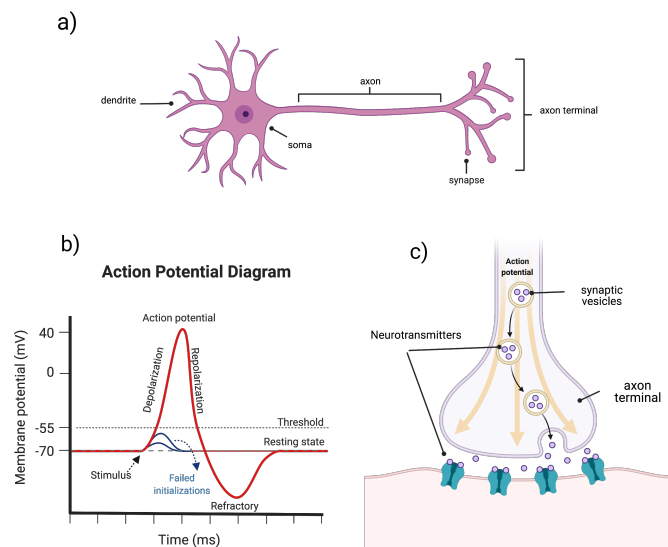 a)
axon
dendrite
axon terminal
soma
synapse
b)
Action Potential Diagram
Action potential
40
0
-55
-70
Membrane potential (mV)
Depolarization
Repolarization
Threshold
Resting state
Stimulus
Failed
initializations
Refractory
Time (ms)
c)
Action
potential
synaptic
vesicles
Neurotransmitters
axon
terminal